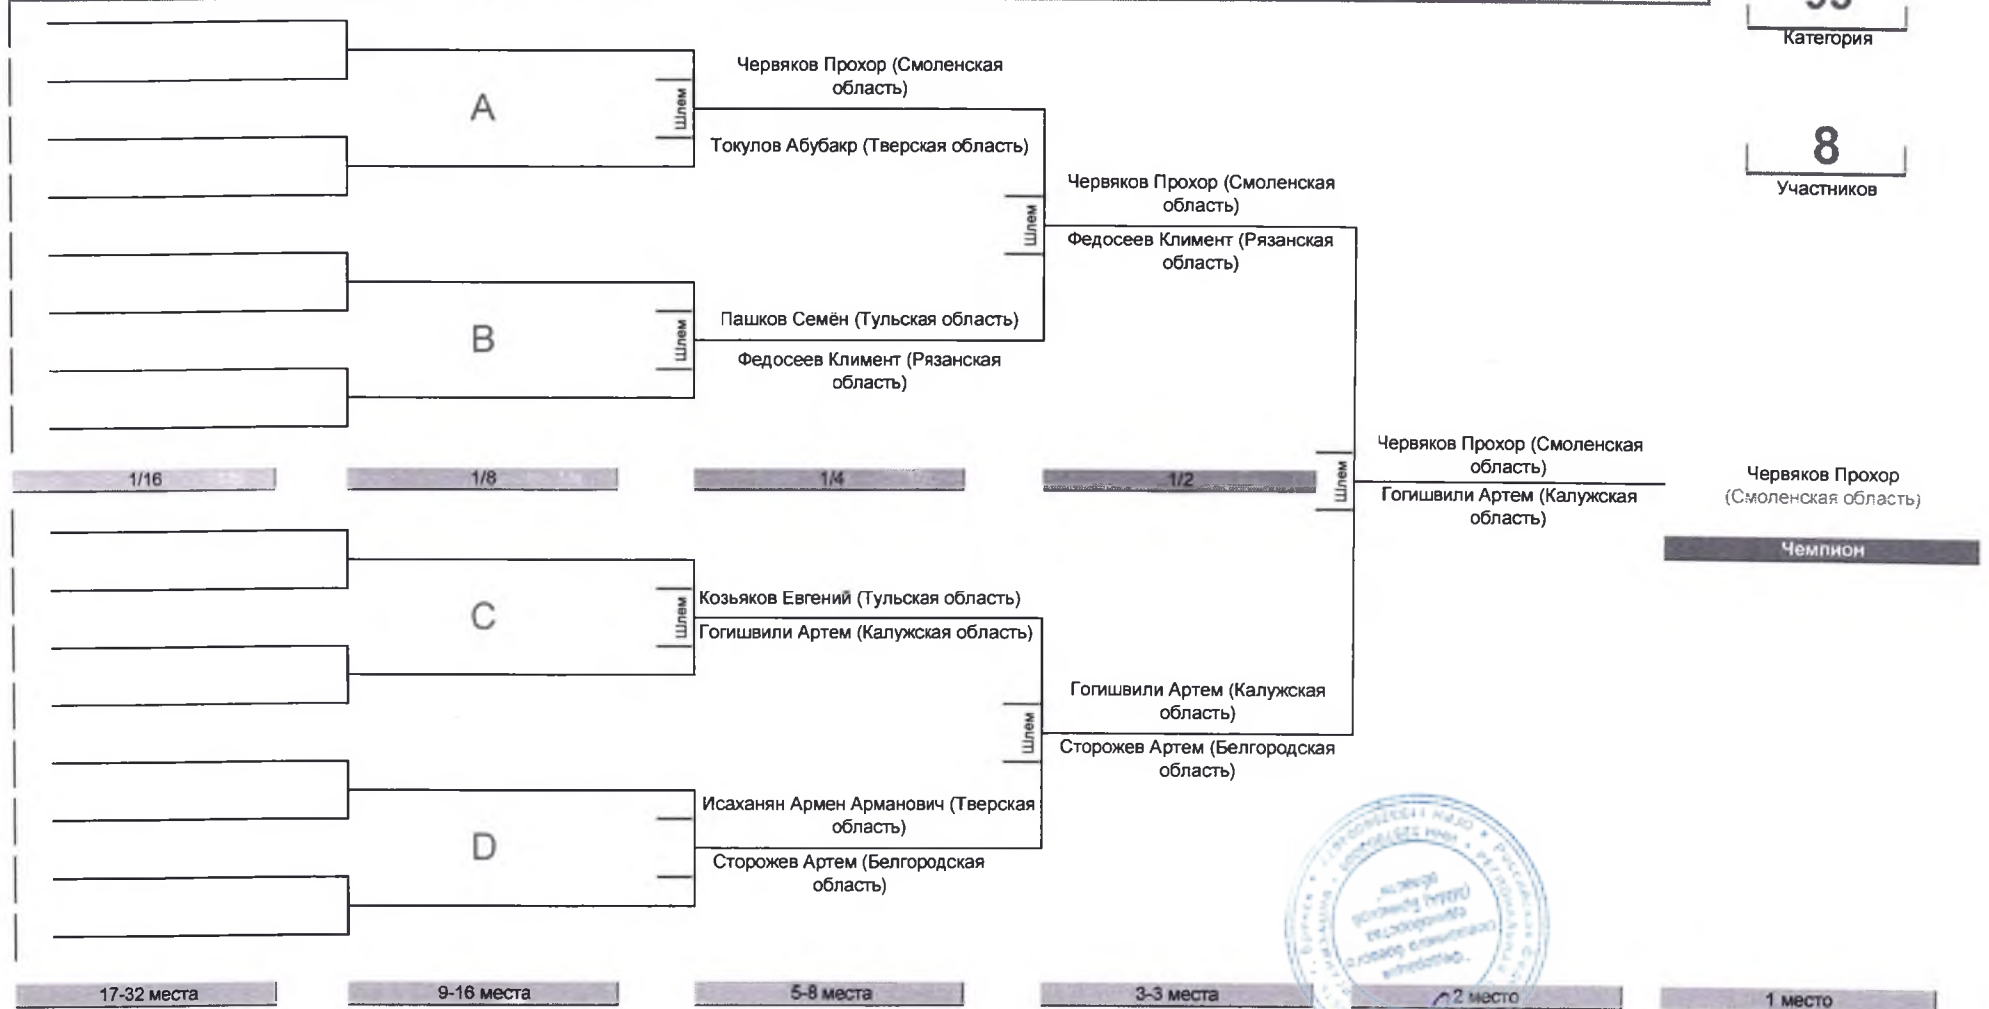 Категория
8
Участников
Червяков Прохор (Смоленская
область)
A
Шлем
Токулов Абубакр (Тверская область)
Червяков Прохор (Смоленская
область)
Шлем
Федосеев Климент (Рязанская
область)
Пашков Семён (Тульская область)
B
Шлем
Федосеев Климент (Рязанская
область)
1/16
1/8
1/4
1/2
Червяков Прохор (Смоленская
область)
Шлем
Гогишвили Артем (Калужская
область)
Червяков Прохор
(Смоленская область)
Чемпион
Козьяков Евгений (Тульская область)
C
Шлем
Гогишвили Артем (Калужская область)
Гогишвили Артем (Калужская
область)
Шлем
Сторожев Артем (Белгородская
область)
Исаханян Армен Арманович (Тверская
область)
D
Сторожев Артем (Белгородская
область)
17-32 места
9-16 места
5-8 места
3-3 места
2 место
1 место